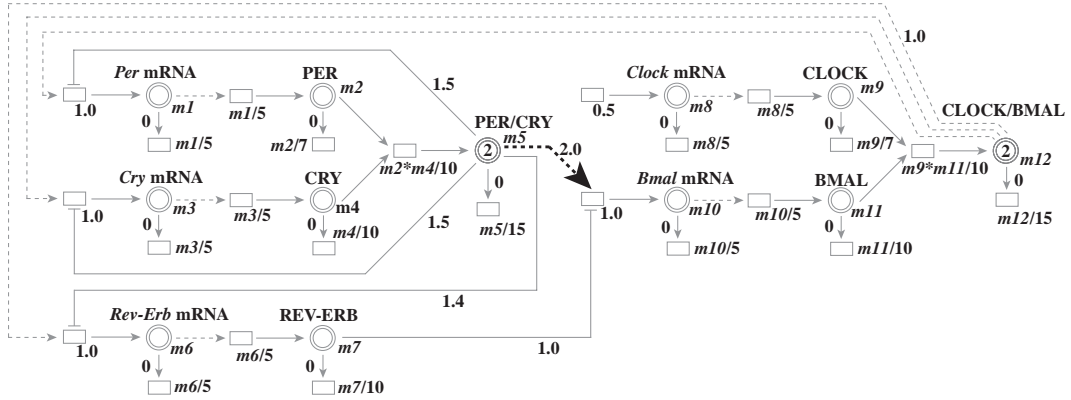 1.0
Per mRNA
PER
Clock mRNA
CLOCK
m1
m2
1.5
PER/CRY
m8
m9
CLOCK/BMAL
1.0
m1/5
0.5
m8/5
0
0
m5
0
0
m1/5
m2/7
2
2.0
m8/5
m9/7
2
m12
m2*m4/10
m9*m11/10
Cry mRNA
CRY
0
Bmal mRNA
BMAL
0
m3
m4
m5/15
m10
m11
m12/15
1.0
m3/5
1.0
m10/5
0
0
m4/10
1.5
0
0
m3/5
m10/5
m11/10
1.4
Rev-Erb mRNA
REV-ERB
1.0
m6
m6/5
m7
1.0
0
0
m6/5
m7/10